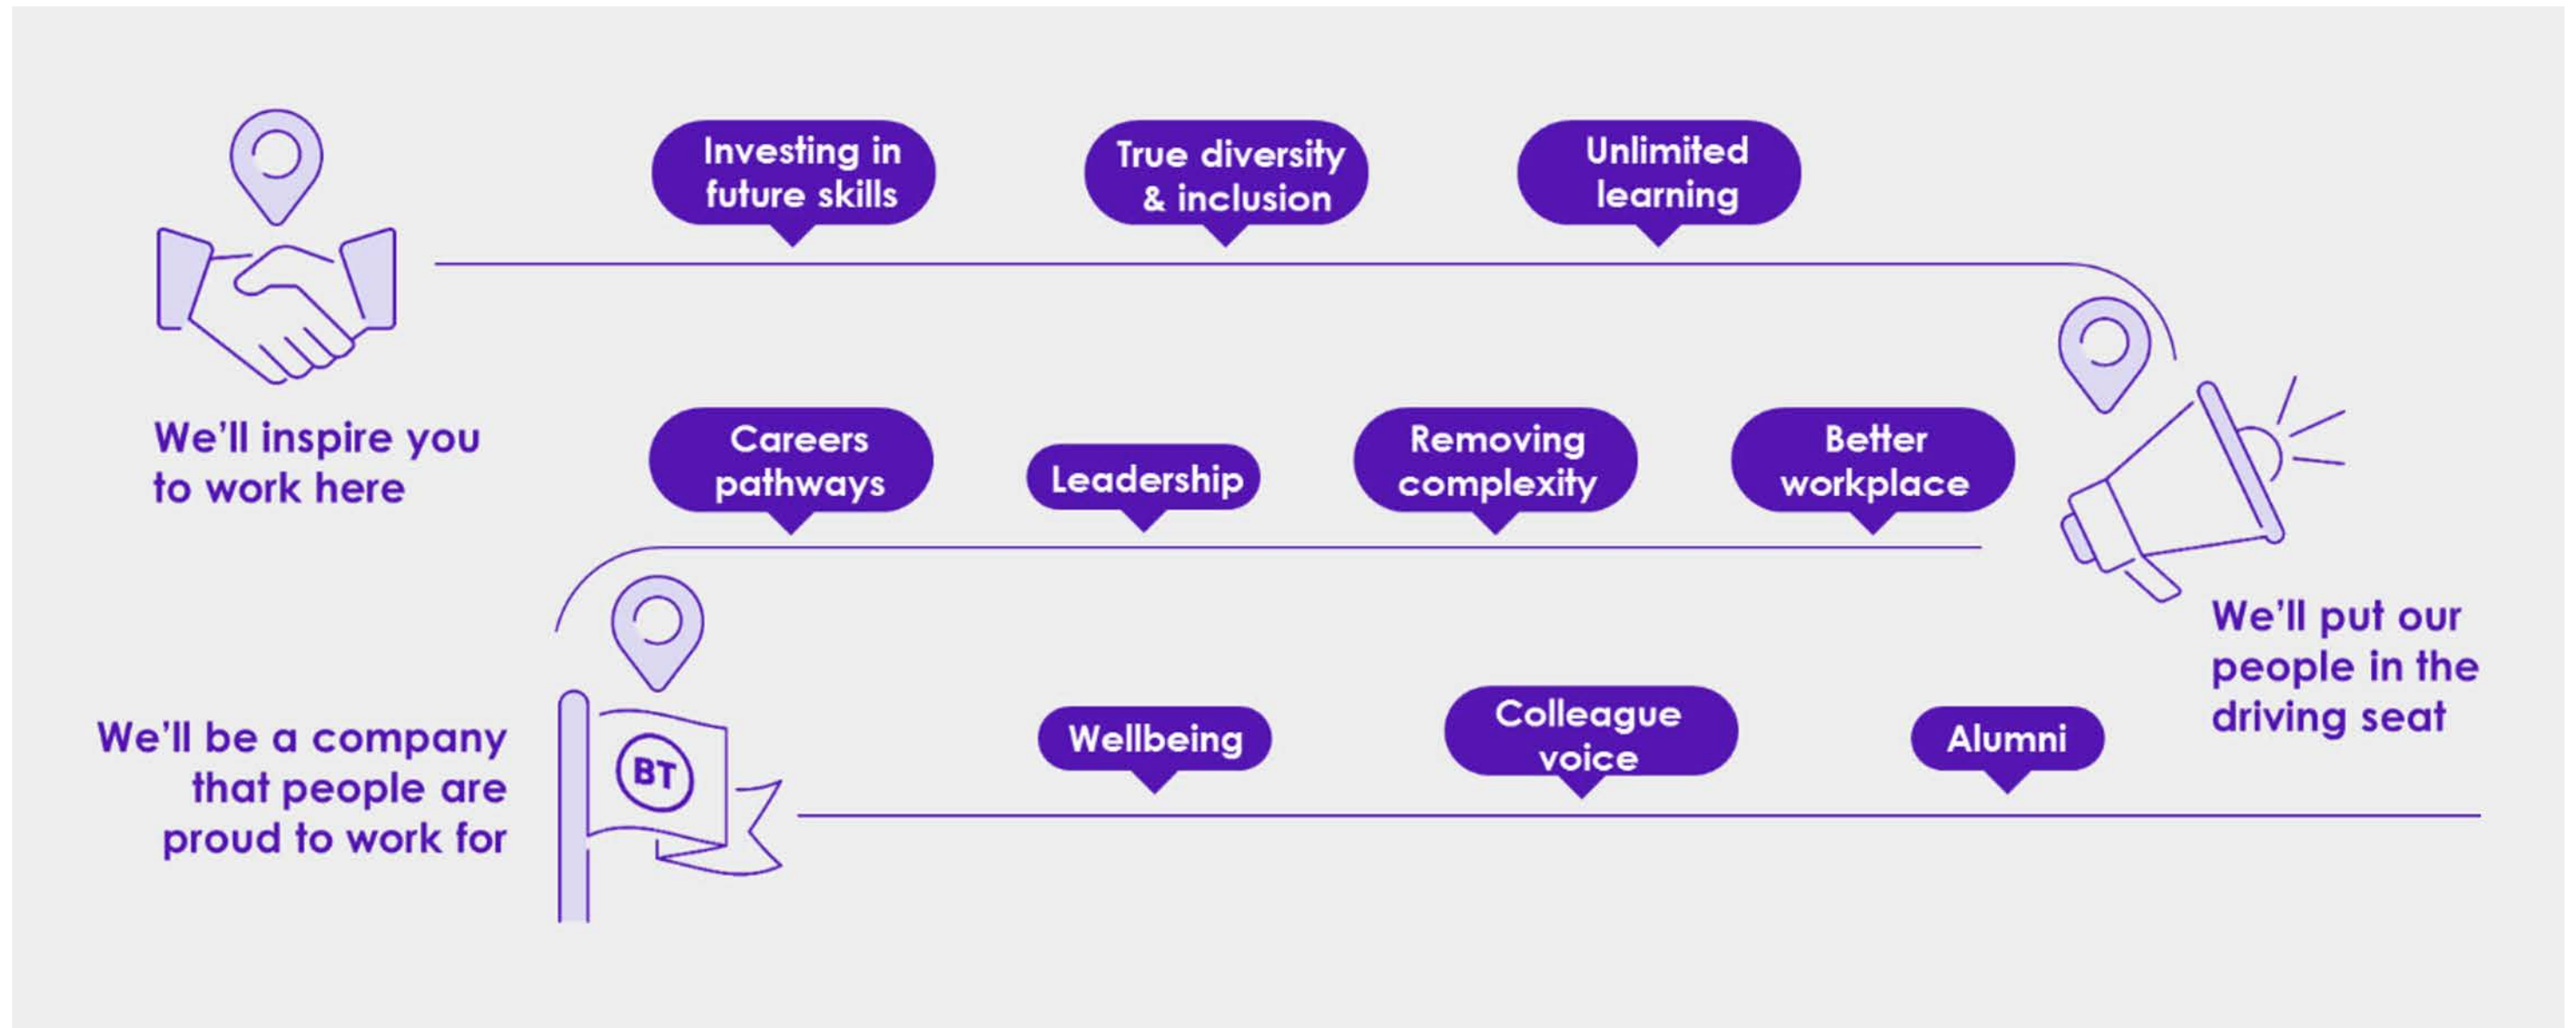 Investing in
future skills
True diversity
& inclusion
Unlimited
learning
We'll inspire you
to work here
Careers
pathways
Leadership
Removing
complexity
Better
workplace
We'll put our
people in the
driving seat
We'll be a company
that people are
proud to work for
BT
Wellbeing
Colleague
voice
Alumni